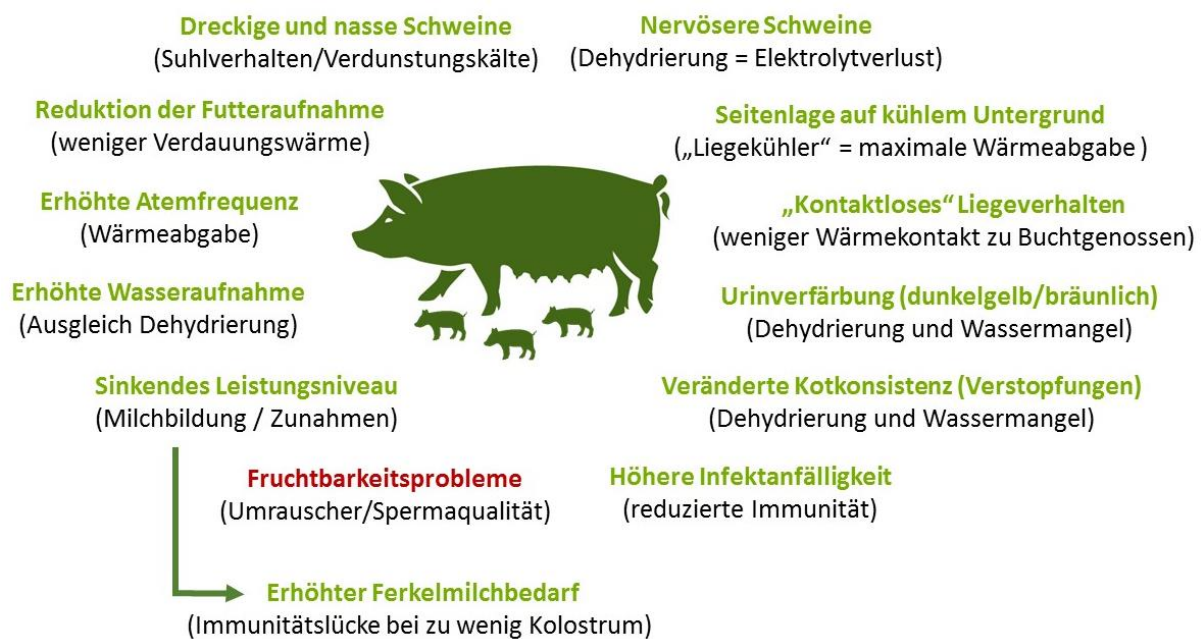 Dreckige und nasse Schweine
(Suhlverhalten/Verdunstungskälte)
Nervösere Schweine
(Dehydrierung = Elektrolytverlust)
Reduktion der Futteraufnahme
(weniger Verdauungswärme)
Seitenlage auf kühlem Untergrund
(„Liegekühler“ = maximale Wärmeabgabe )
Erhöhte Atemfrequenz
(Wärmeabgabe)
„Kontaktloses“ Liegeverhalten
(weniger Wärmekontakt zu Buchtgenossen)
Erhöhte Wasseraufnahme
(Ausgleich Dehydrierung)
Urinverfärbung (dunkelgelb/bräunlich)
(Dehydrierung und Wassermangel)
Sinkendes Leistungsniveau
(Milchbildung / Zunahmen)
Veränderte Kotkonsistenz (Verstopfungen)
(Dehydrierung und Wassermangel)
Fruchtbarkeitsprobleme
(Umrauscher/Spermaqualität)
Höhere Infektanfälligkeit
(reduzierte Immunität)
Erhöhter Ferkelmilchbedarf
(Immunitätslücke bei zu wenig Kolostrum)